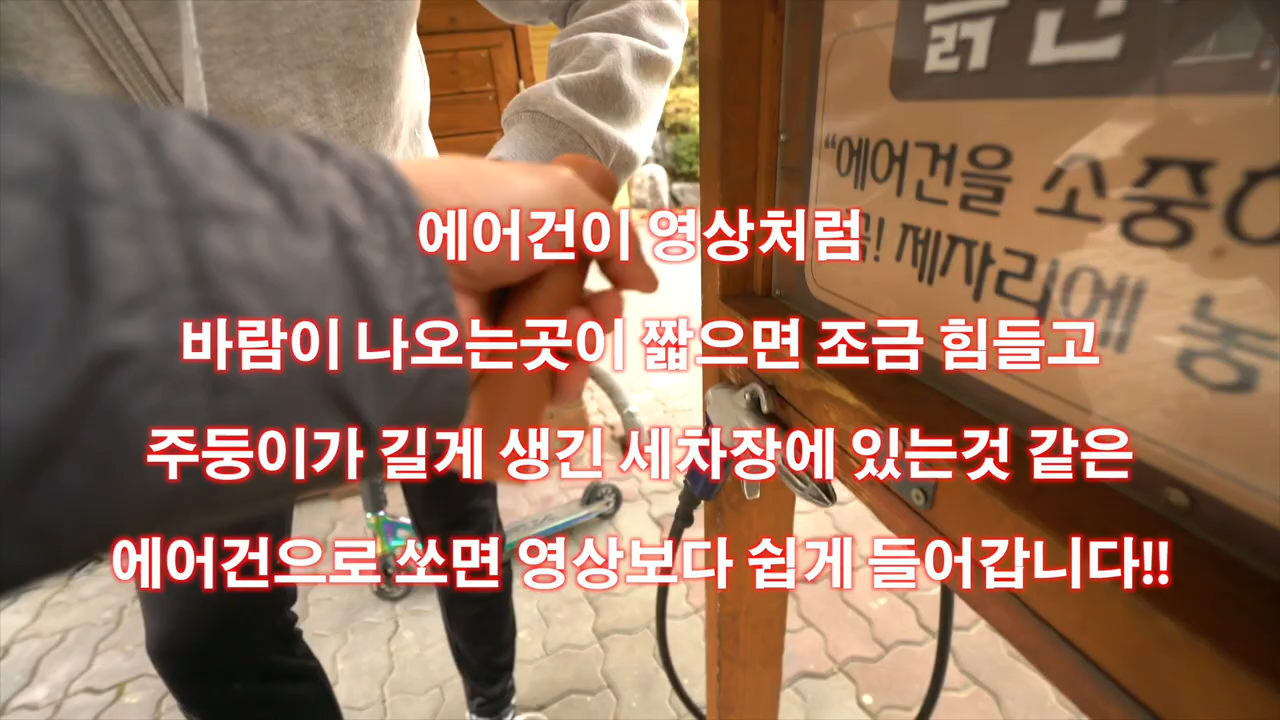 “에어건을 소중
제자리에
에어건이 영상처럼
바람이 나오는곳이 짧으면 조금 힘들고
주둥이가 길게 생긴 세차장에 있는것 같은
에어건으로 쏘면 영상보다 쉽게 들어갑니다!!